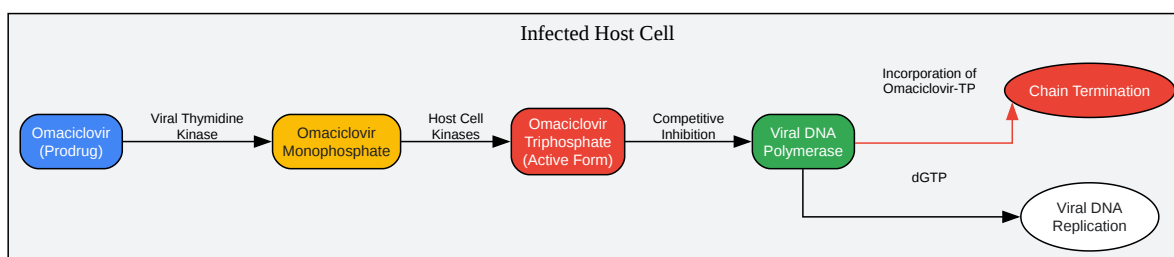 Infected Host Cell
Omaciclovir
(Prodrug)
Viral Thymidine
Kinase
Omaciclovir
Monophosphate
Host Cell
Kinases
Omaciclovir
Triphosphate
(Active Form)
Competitive
Inhibition
Viral DNA
Polymerase
Incorporation of
Omaciclovir-TP
Chain Termination
dGTP
Viral DNA
Replication